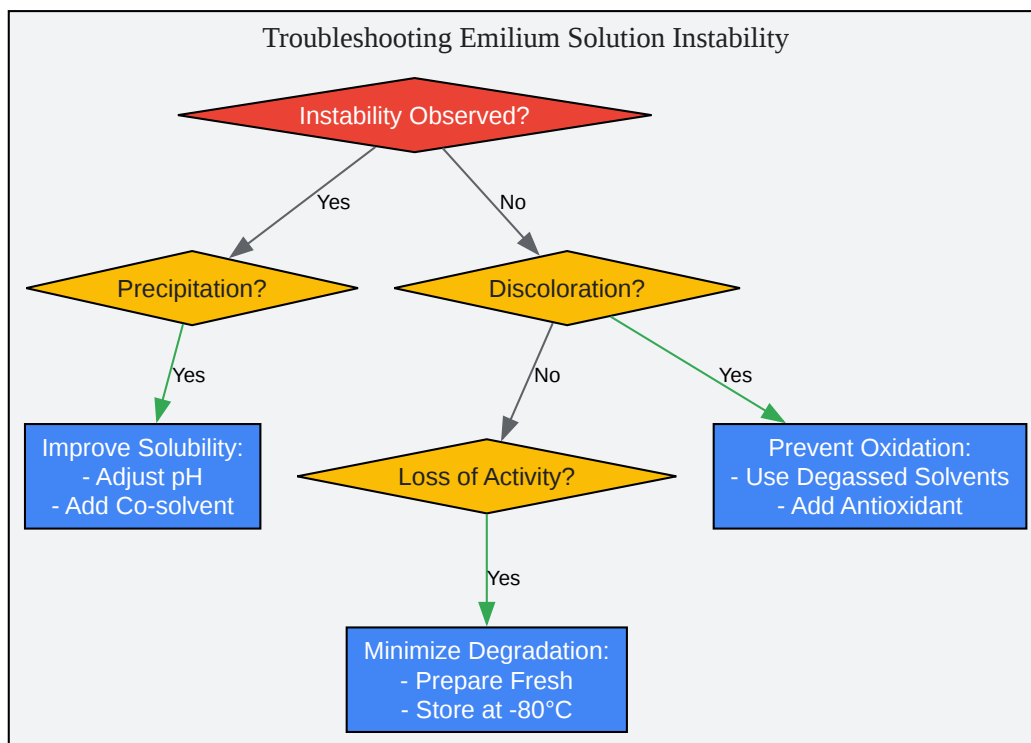 Troubleshooting Emilium Solution Instability
Instability Observed?
Yes
No
Precipitation?
Discoloration?
Yes
No
Yes
Improve Solubility:
- Adjust pH
- Add Co-solvent
Loss of Activity?
Prevent Oxidation:
- Use Degassed Solvents
- Add Antioxidant
Yes
Minimize Degradation:
- Prepare Fresh
- Store at -80°C